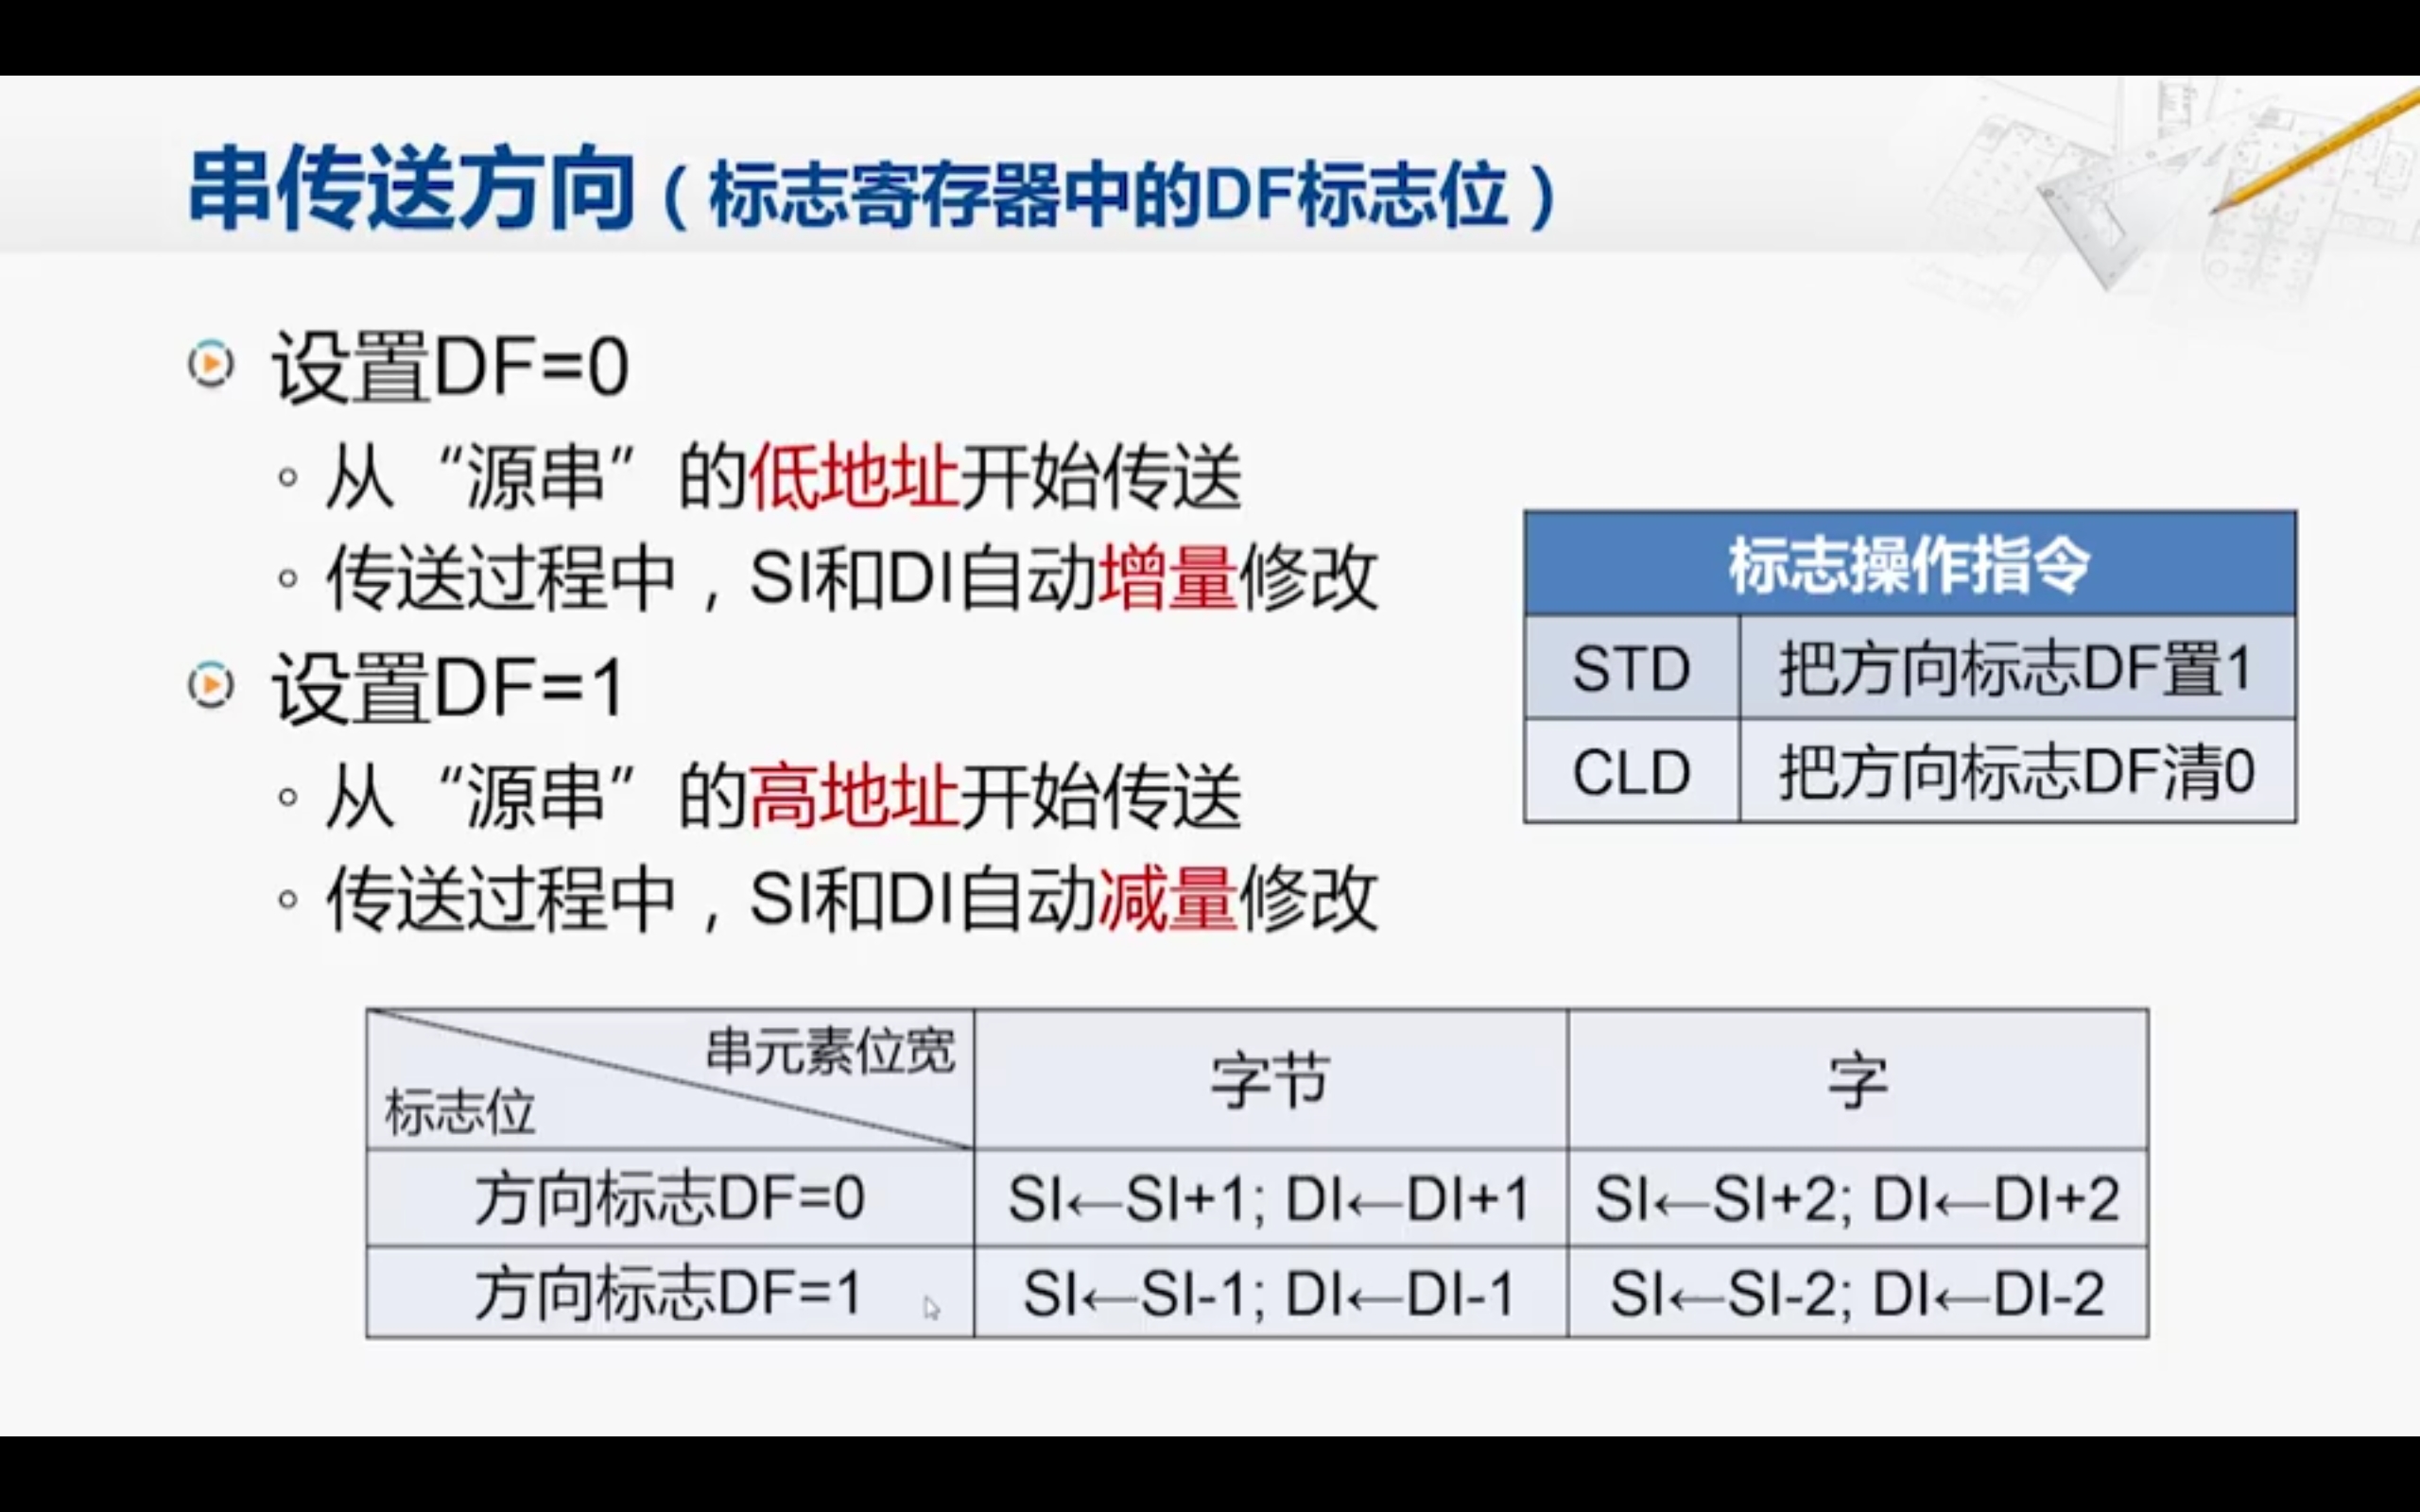 串传送方向（标志寄存器中的DF标志位）
设置DF=0
从“源串”的低地址开始传送
传送过程中，SI和DI自动增量修改
设置DF=1
从“源串”的高地址开始传送
传送过程中，SI和DI自动减量修改
标志操作指令
STD 把方向标志DF置1
CLD 把方向标志DF清0
串元素位宽
标志位
字节 字
方向标志DF=0 SI←SI+1; DI←DI+1 SI←SI+2; DI←DI+2
方向标志DF=1 SI←SI-1; DI←DI-1 SI←SI-2; DI←DI-2